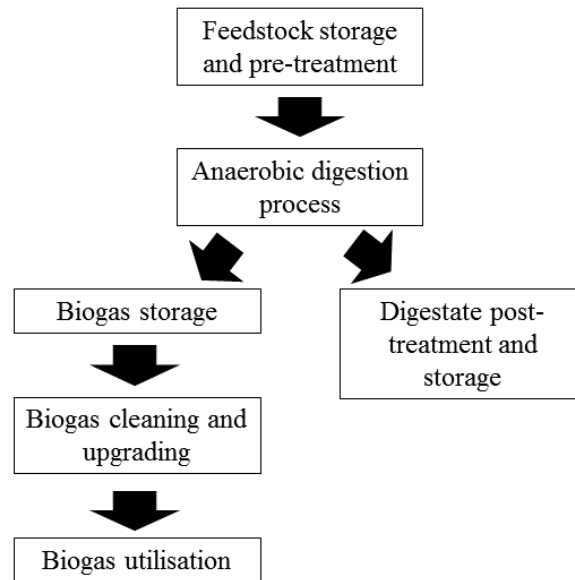 Feedstock storage
and pre-treatment
Anaerobic digestion
process
Biogas storage
Digestate post-
treatment and
storage
Biogas cleaning and
upgrading
Biogas utilisation